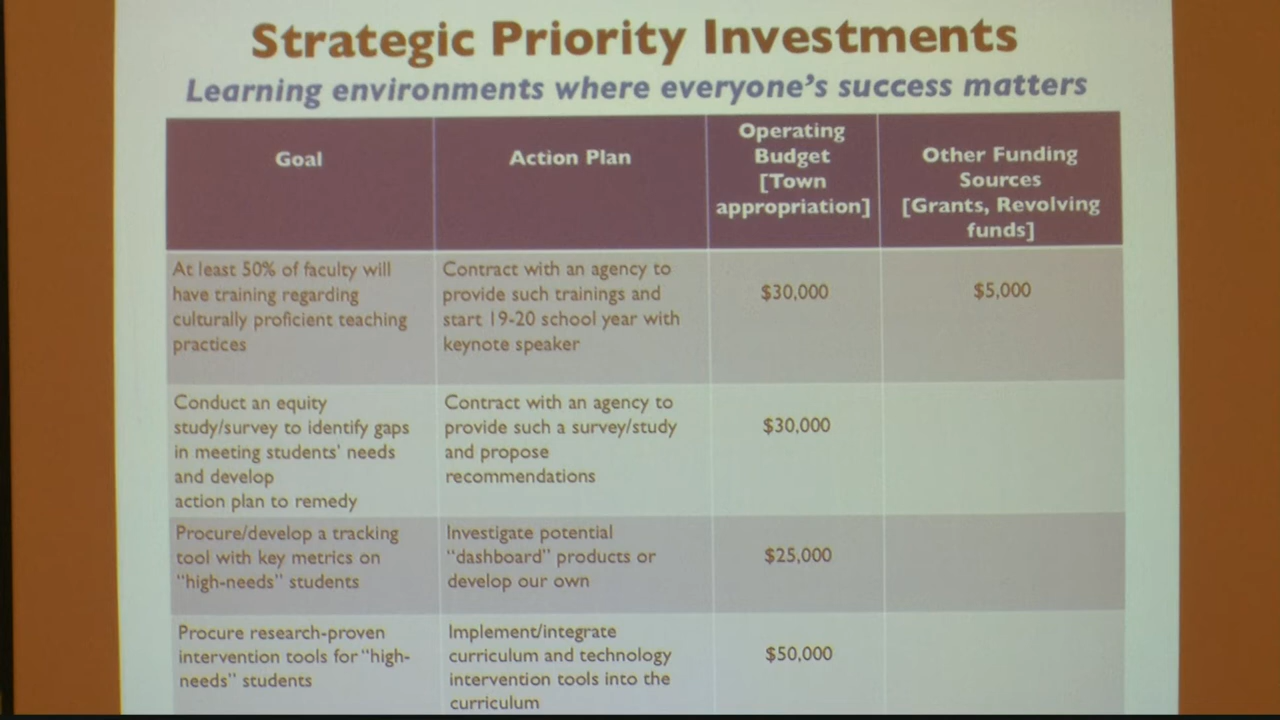 Strategic Priority Investments
Learning environments where everyone's success matters
Goal
Action Plan
Operating
Budget
[Town
appropriation]
Other Funding
Sources
[Grants, Revolving
funds]
At least 50% of faculty will
have training regarding
culturally proficient teaching
practices
Contract with an agency to
provide such trainings and
start 19-20 school year with
keynote speaker
$30,000
$5,000
Conduct an equity
study/survey to identify gaps
in meeting students' needs
and develop
action plan to remedy
Contract with an agency to
provide such a survey/study
and propose
recommendations
$30,000
Procure/develop a tracking
tool with key metrics on
"high-needs" students
Investigate potential
"dashboard" products or
develop our own
$25,000
Procure research-proven
intervention tools for "high-
needs" students
Implement/integrate
curriculum and technology
intervention tools into the
curriculum
$50,000